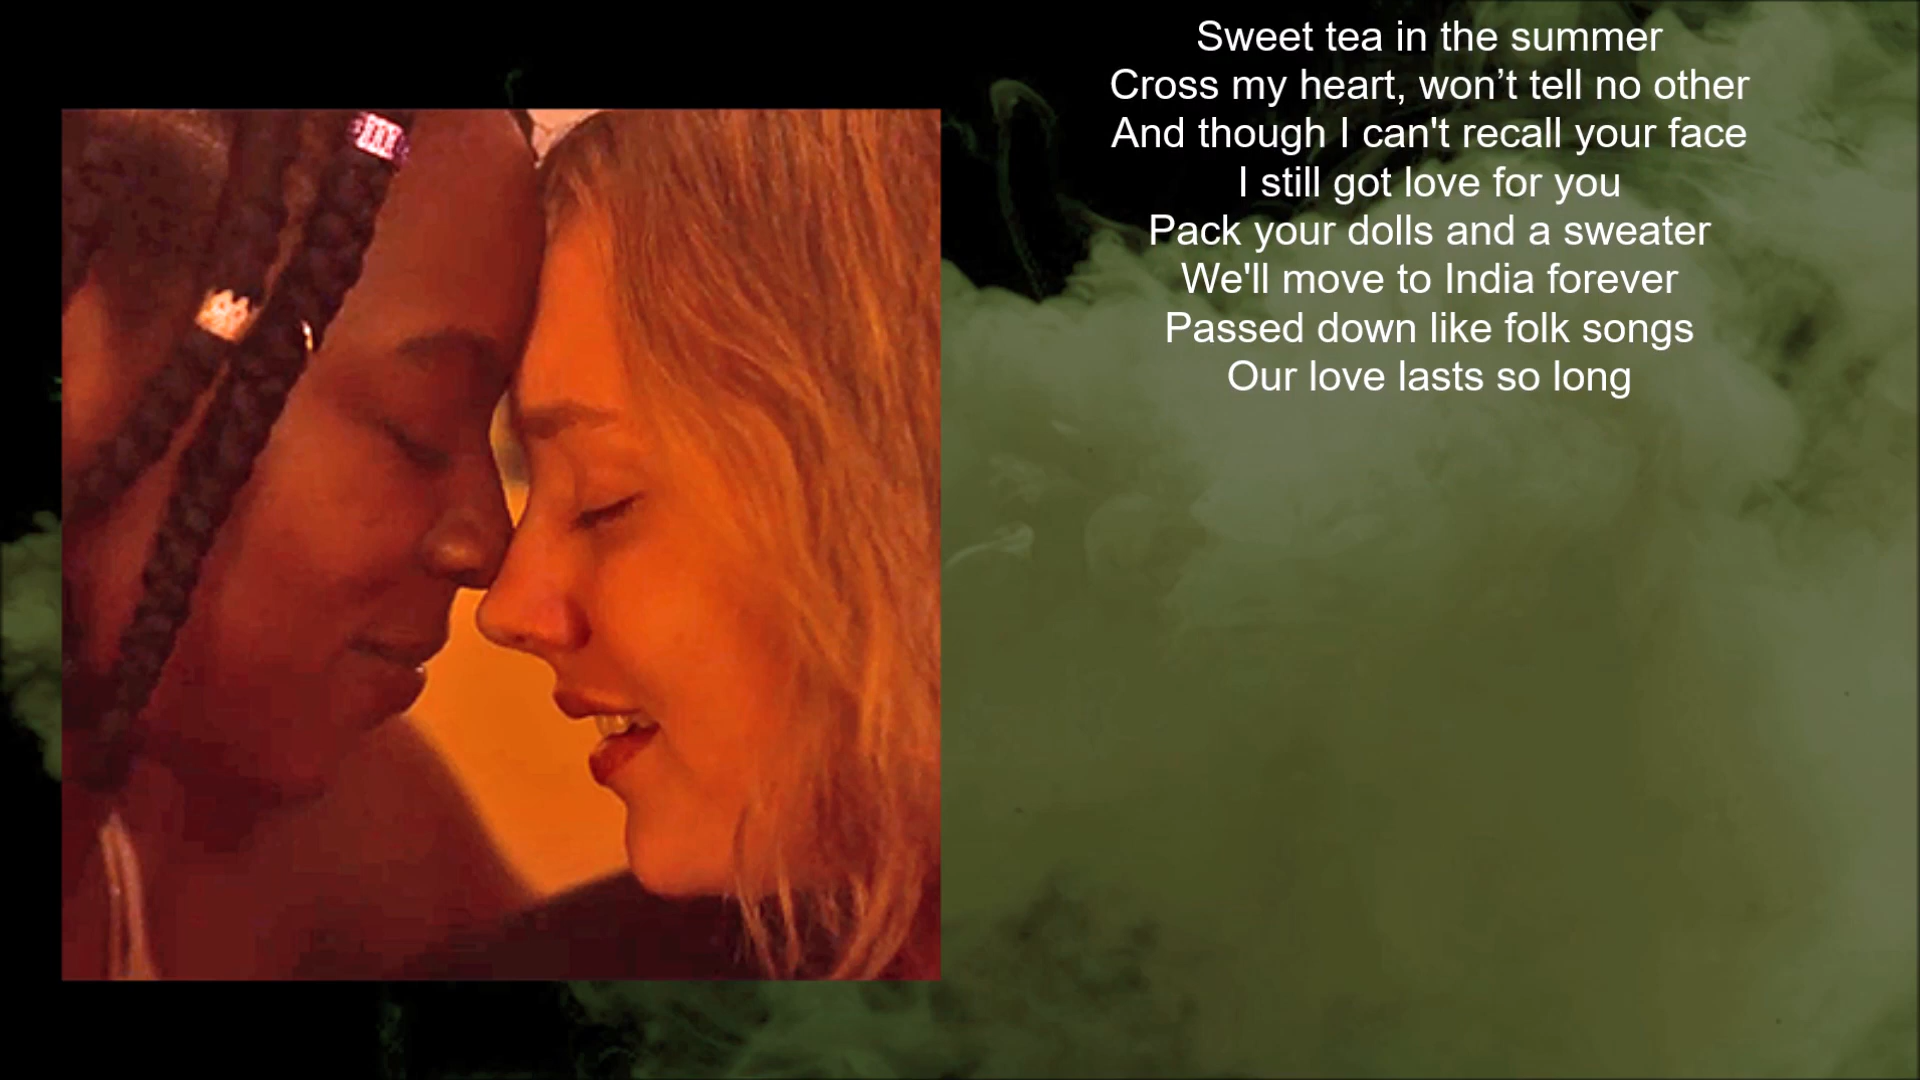 Sweet tea in the summer
Cross my heart, won’t tell no other
And though I can't recall your face
I still got love for you
Pack your dolls and a sweater
We'll move to India forever
Passed down like folk songs
Our love lasts so long